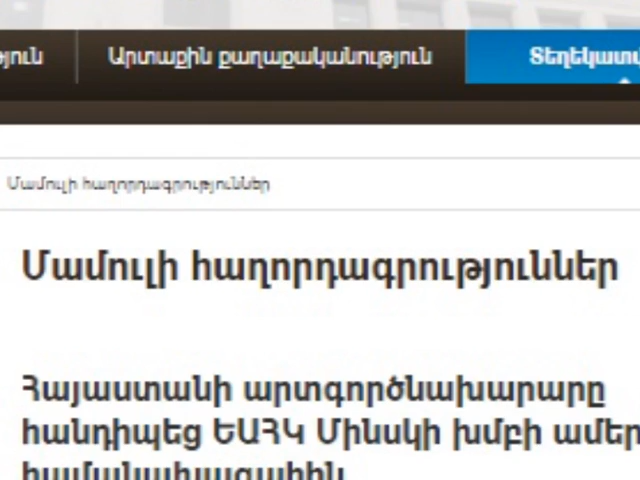 Արտաքին քաղաքականություն
Մամուլի հաղորդագրություններ
Մամուլի հաղորդագրություններ
Հայաստանի արտգործնախարարը
հանդիպեց ԵԱՀԿ Մինսկի խմբի